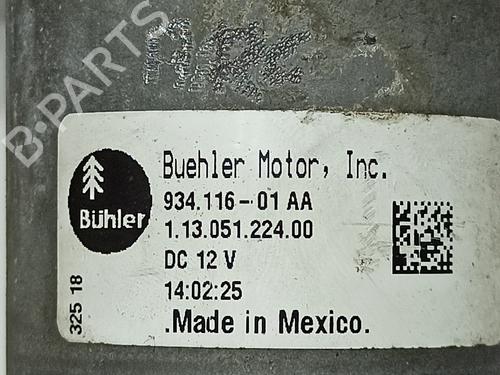 B-PARTS
Buehler Motor, Inc.
934.116-01 AA
1.13.051.224.00
DC 12 V
14:02:25
.Made in Mexico.
Bühler
325 18